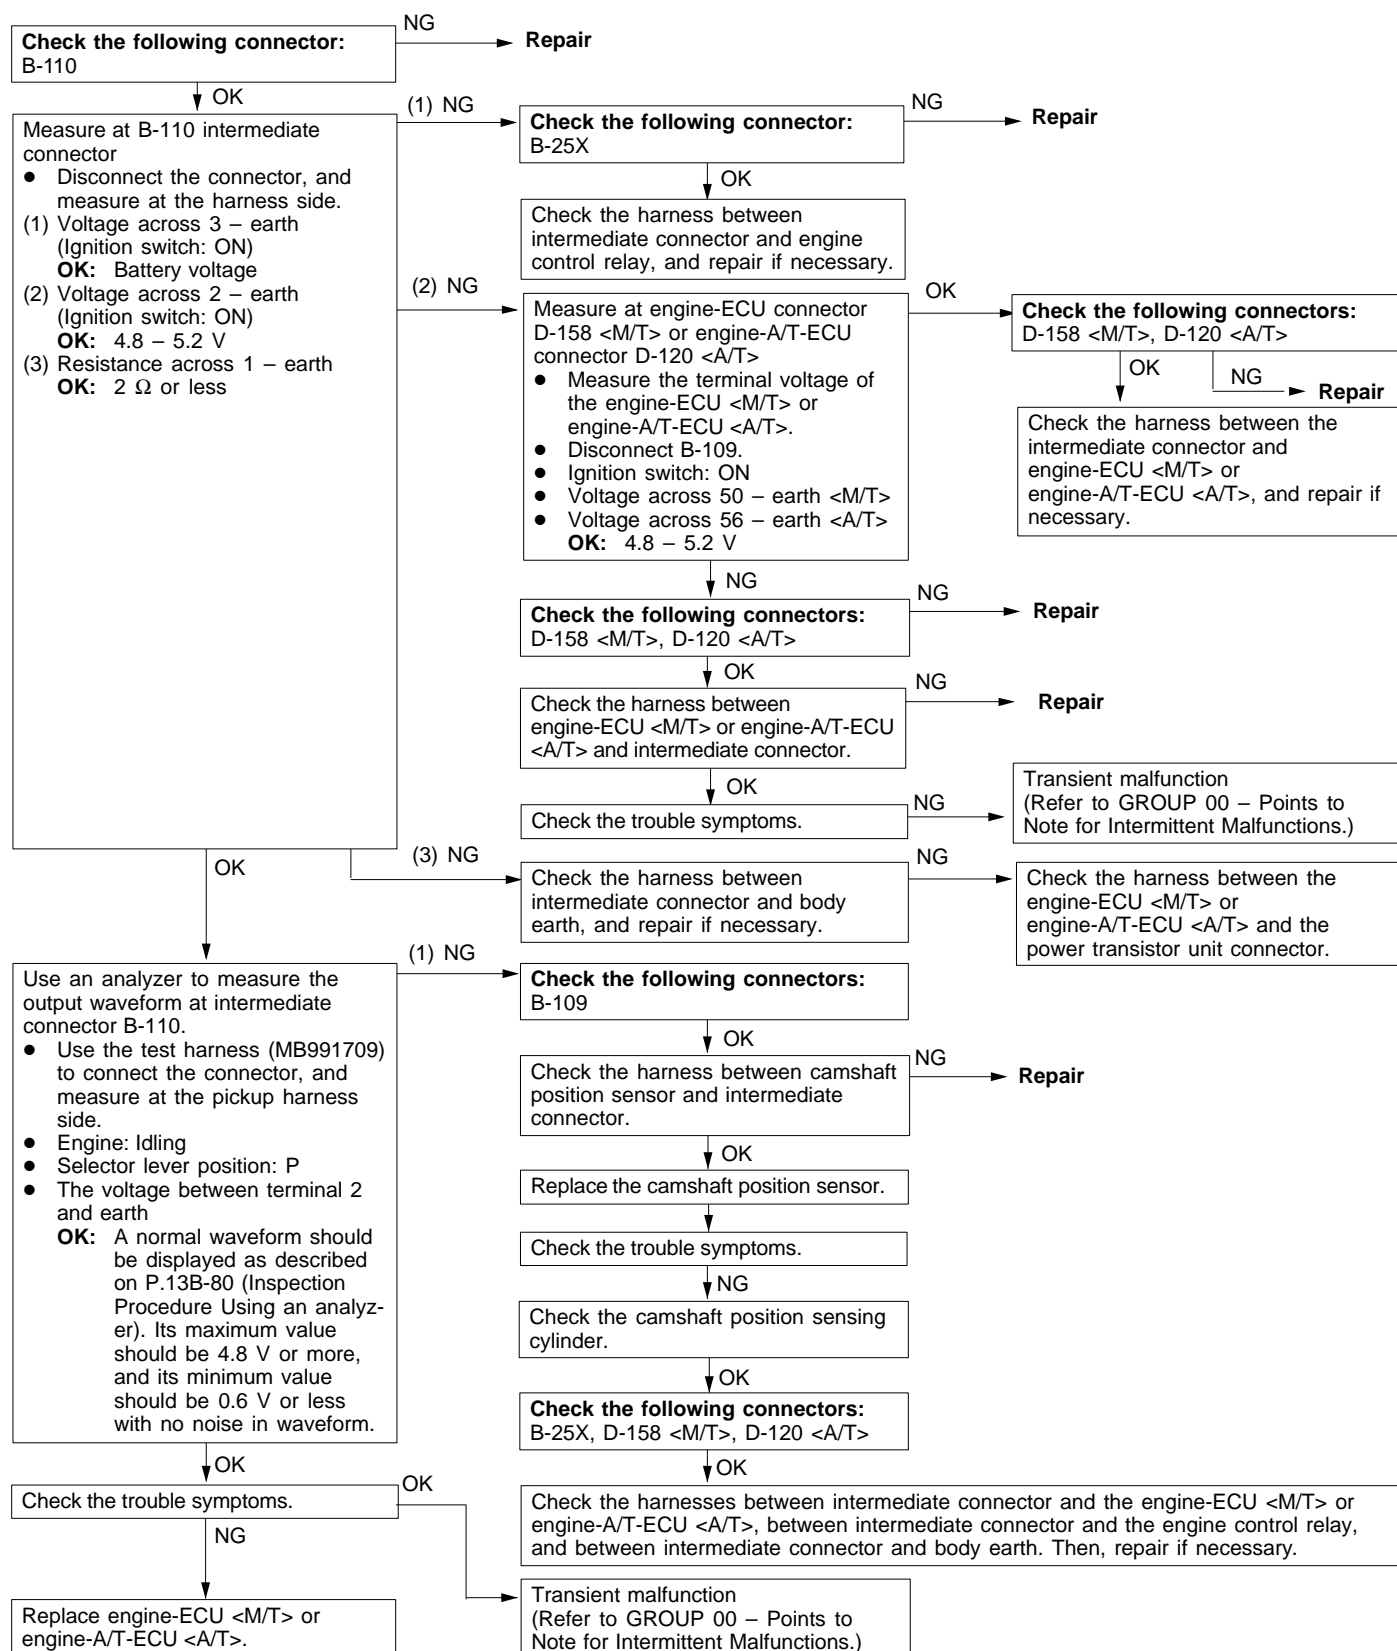 Check the following connector:
B-110
NG
Repair
OK
Measure at B-110 intermediate
connector
● Disconnect the connector, and
measure at the harness side.
(1) Voltage across 3 – earth
(Ignition switch: ON)
OK: Battery voltage
(2) Voltage across 2 – earth
(Ignition switch: ON)
OK: 4.8 – 5.2 V
(3) Resistance across 1 – earth
OK: 2 Ω or less
(1) NG
Check the following connector:
B-25X
NG
Repair
OK
Check the harness between
intermediate connector and engine
control relay, and repair if necessary.
(2) NG
Measure at engine-ECU connector
D-158 <M/T> or engine-A/T-ECU
connector D-120 <A/T>
● Measure the terminal voltage of
the engine-ECU <M/T> or
engine-A/T-ECU <A/T>.
● Disconnect B-109.
● Ignition switch: ON
● Voltage across 50 – earth <M/T>
● Voltage across 56 – earth <A/T>
OK: 4.8 – 5.2 V
OK
Check the following connectors:
D-158 <M/T>, D-120 <A/T>
OK
NG
Repair
Check the harness between the
intermediate connector and
engine-ECU <M/T> or
engine-A/T-ECU <A/T>, and repair if
necessary.
NG
Check the following connectors:
D-158 <M/T>, D-120 <A/T>
NG
Repair
OK
Check the harness between
engine-ECU <M/T> or engine-A/T-ECU
<A/T> and intermediate connector.
NG
Repair
OK
Check the trouble symptoms.
NG
Transient malfunction
(Refer to GROUP 00 – Points to
Note for Intermittent Malfunctions.)
(3) NG
Check the harness between
intermediate connector and body
earth, and repair if necessary.
NG
Check the harness between the
engine-ECU <M/T> or
engine-A/T-ECU <A/T> and the
power transistor unit connector.
OK
Use an analyzer to measure the
output waveform at intermediate
connector B-110.
● Use the test harness (MB991709)
to connect the connector, and
measure at the pickup harness
side.
● Engine: Idling
● Selector lever position: P
● The voltage between terminal 2
and earth
OK: A normal waveform should
be displayed as described
on P.13B-80 (Inspection
Procedure Using an analyz-
er). Its maximum value
should be 4.8 V or more,
and its minimum value
should be 0.6 V or less
with no noise in waveform.
(1) NG
Check the following connectors:
B-109
OK
Check the harness between camshaft
position sensor and intermediate
connector.
NG
Repair
OK
Replace the camshaft position sensor.
Check the trouble symptoms.
NG
Check the camshaft position sensing
cylinder.
OK
Check the following connectors:
B-25X, D-158 <M/T>, D-120 <A/T>
OK
Check the harnesses between intermediate connector and the engine-ECU <M/T> or
engine-A/T-ECU <A/T>, between intermediate connector and the engine control relay,
and between intermediate connector and body earth. Then, repair if necessary.
OK
Check the trouble symptoms.
OK
Transient malfunction
(Refer to GROUP 00 – Points to
Note for Intermittent Malfunctions.)
NG
Replace engine-ECU <M/T> or
engine-A/T-ECU <A/T>.